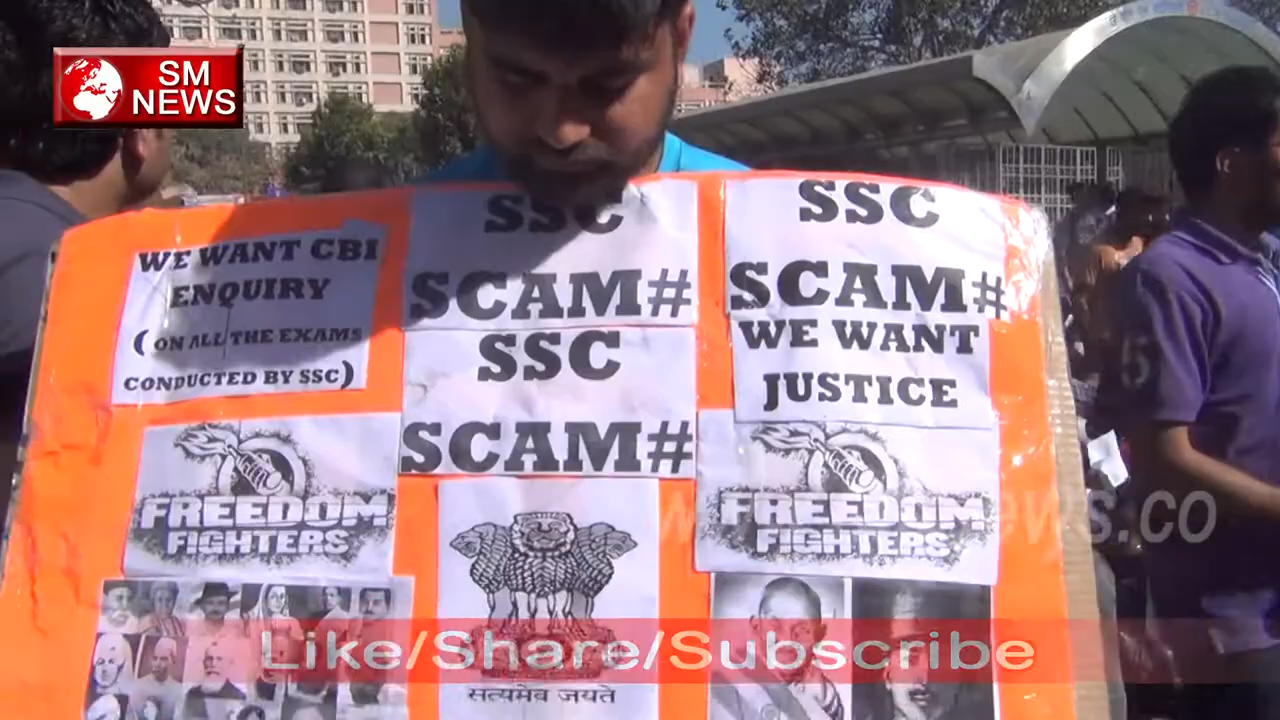 SM
NEWS
WE WANT CBI
ENQUIRY
( ON ALL THE EXAMS
CONDUCTED BY SSC)
SSC
SCAM#
SSC
SCAM#
SSC
SCAM#
WE WANT
JUSTICE
FREEDOM
FIGHTERS
FREEDOM
FIGHTERS
सत्यमेव जयते
Like/Share/Subscribe